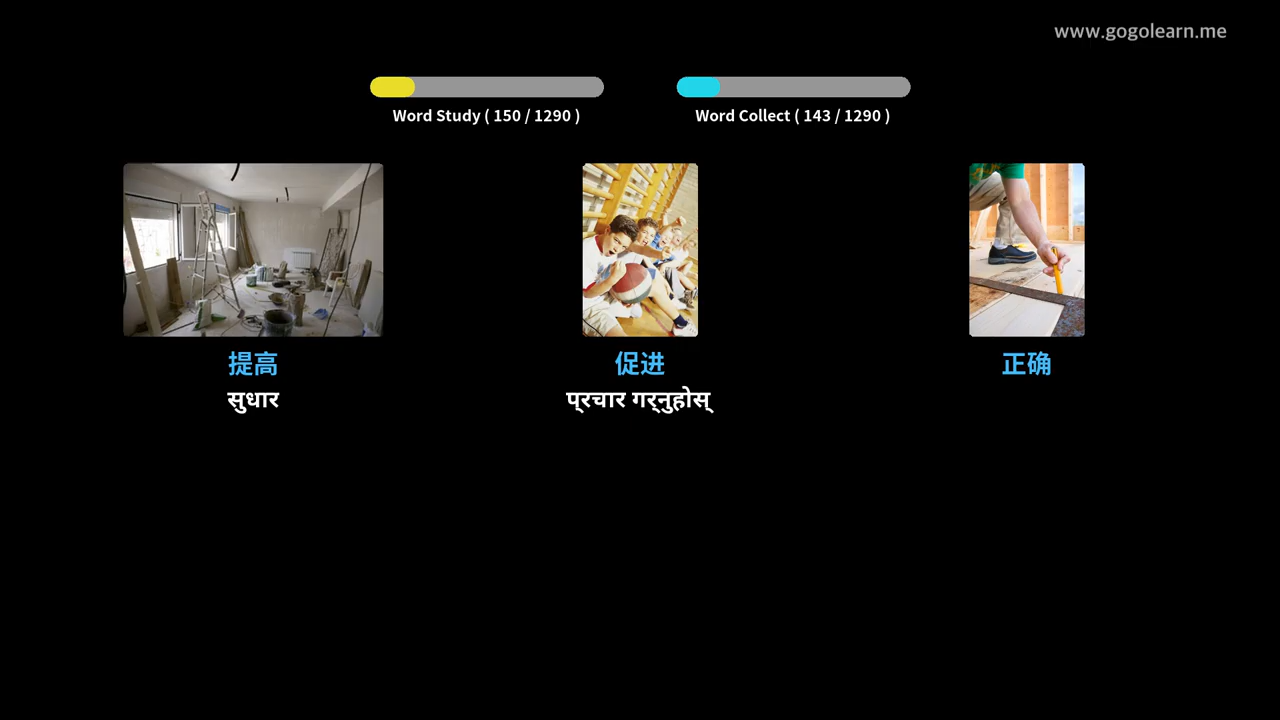 www.gogolearn.me
Word Study ( 150 / 1290 )
Word Collect ( 143 / 1290 )
提高
促进
正确
सुधार
प्रचार गर्नुहोस्